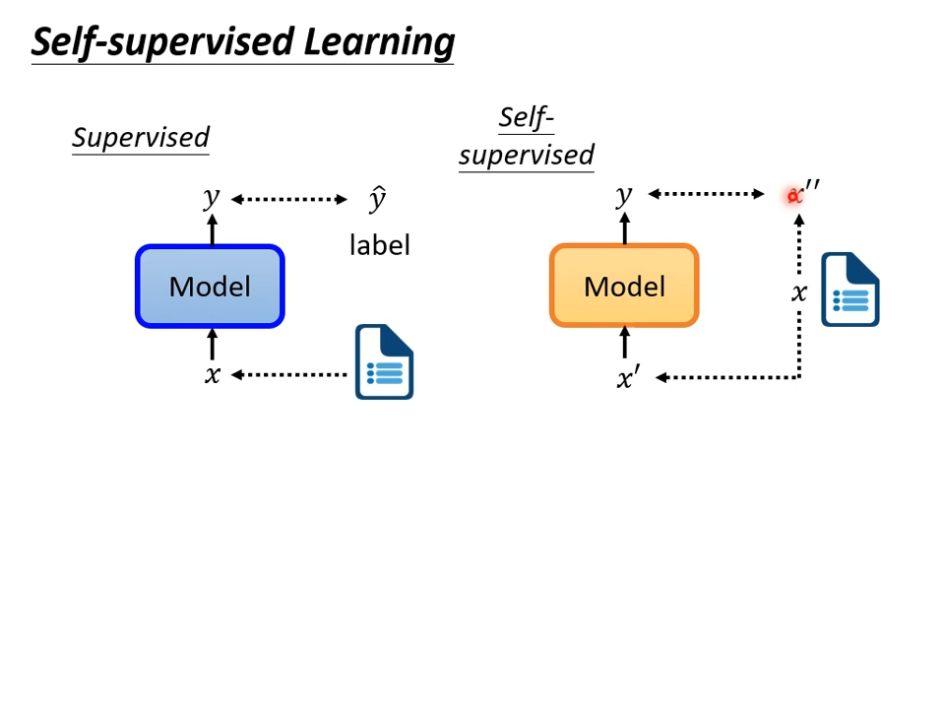 Self-supervised Learning
Supervised
y
ŷ
label
Model
x
Self-
supervised
y
x′′
Model
x
x′